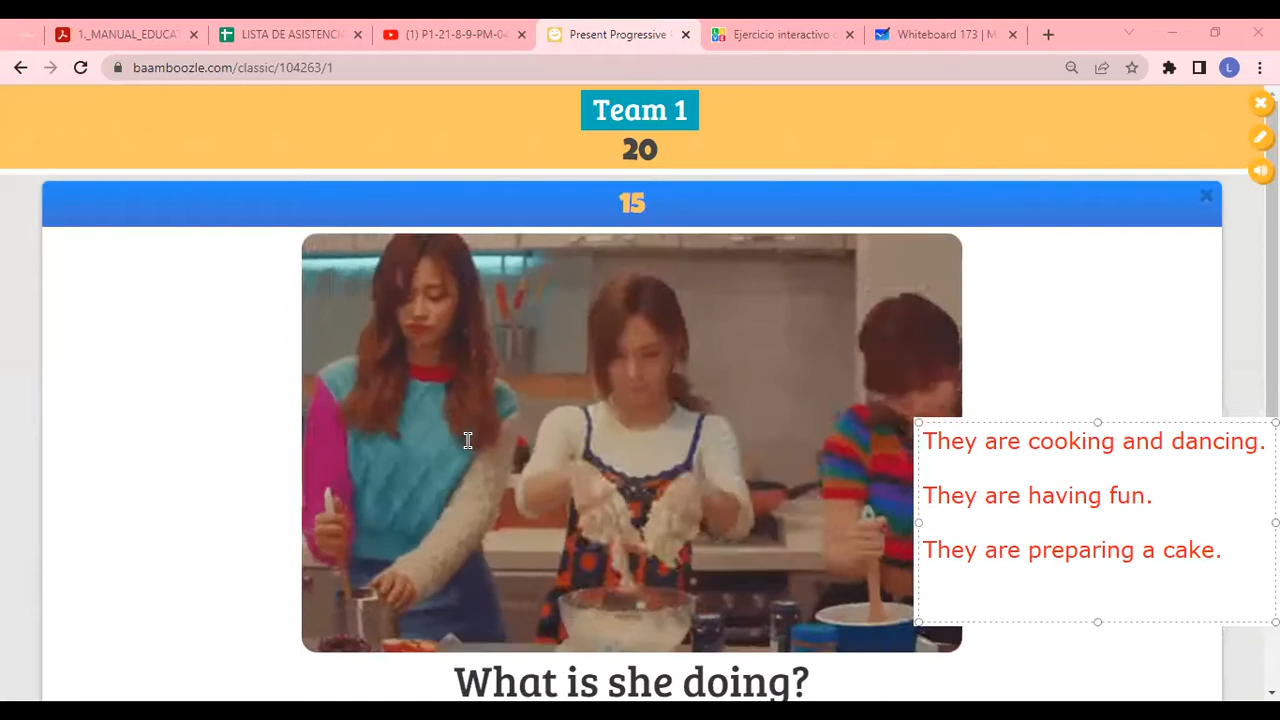 1._MANUAL_EDUCA
LISTA DE ASISTENCI
(1) P1-21-8-9-PM-04
Present Progressive
Ejercicio interactivo
Whiteboard 173 | M
baamboozle.com/classic/104263/1
L
Team 1
20
15
They are cooking and dancing.
They are having fun.
They are preparing a cake.
What is she doing?